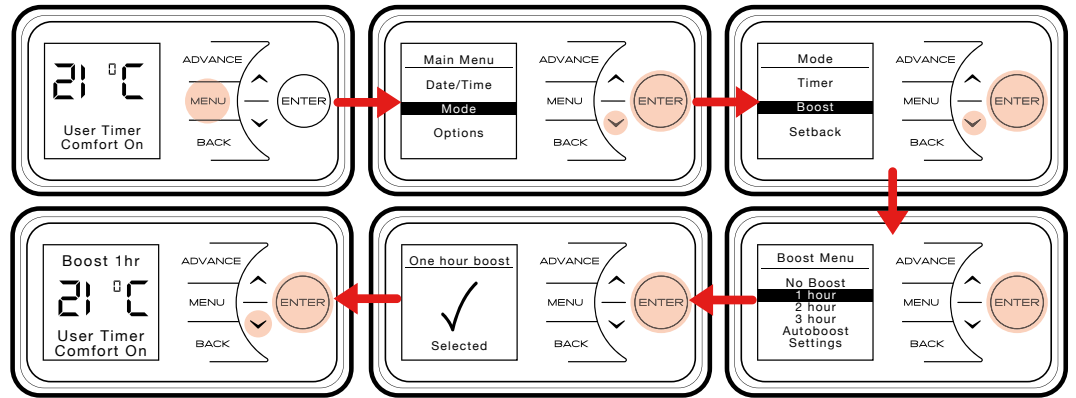 21 °C
User Timer
Comfort On
ADVANCE
MENU
BACK
ENTER
Main Menu
Date/Time
Mode
Options
ADVANCE
MENU
BACK
ENTER
Mode
Timer
Boost
Setback
ADVANCE
MENU
BACK
ENTER
Boost 1hr
21 °C
User Timer
Comfort On
ADVANCE
MENU
BACK
ENTER
One hour boost
Selected
ADVANCE
MENU
BACK
ENTER
Boost Menu
No Boost
1 hour
2 hour
3 hour
Autoboost
Settings
ADVANCE
MENU
BACK
ENTER